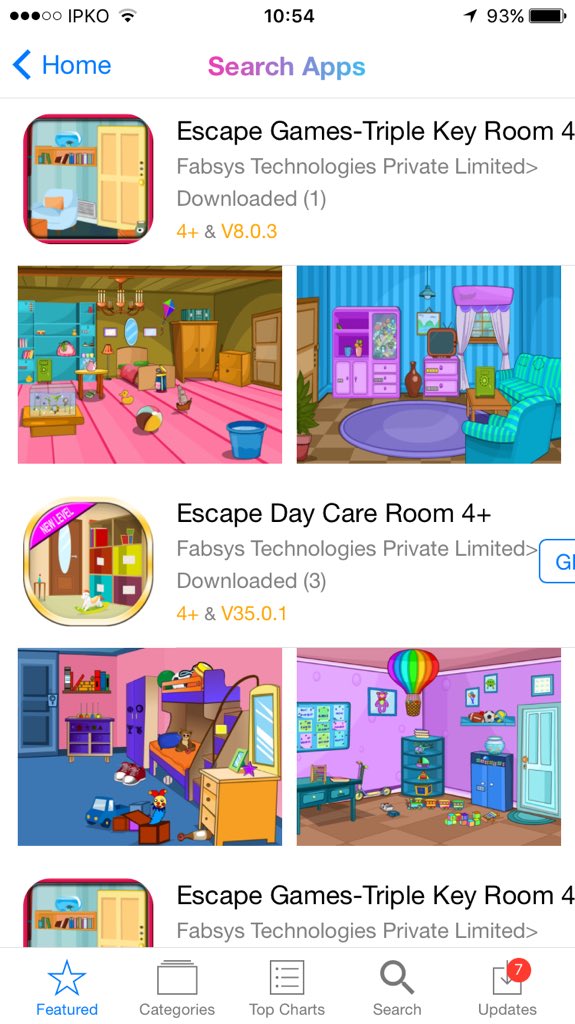 IPKO 10:54 93%
Home Search Apps
Escape Games-Triple Key Room 4
Fabsys Technologies Private Limited>
Downloaded (1)
4+ & V8.0.3
NEW LEVEL
Escape Day Care Room 4+
Fabsys Technologies Private Limited>
Downloaded (3)
4+ & V35.0.1
Escape Games-Triple Key Room 4
Fabsys Technologies Private Limited>
7
Featured Categories Top Charts Search Updates